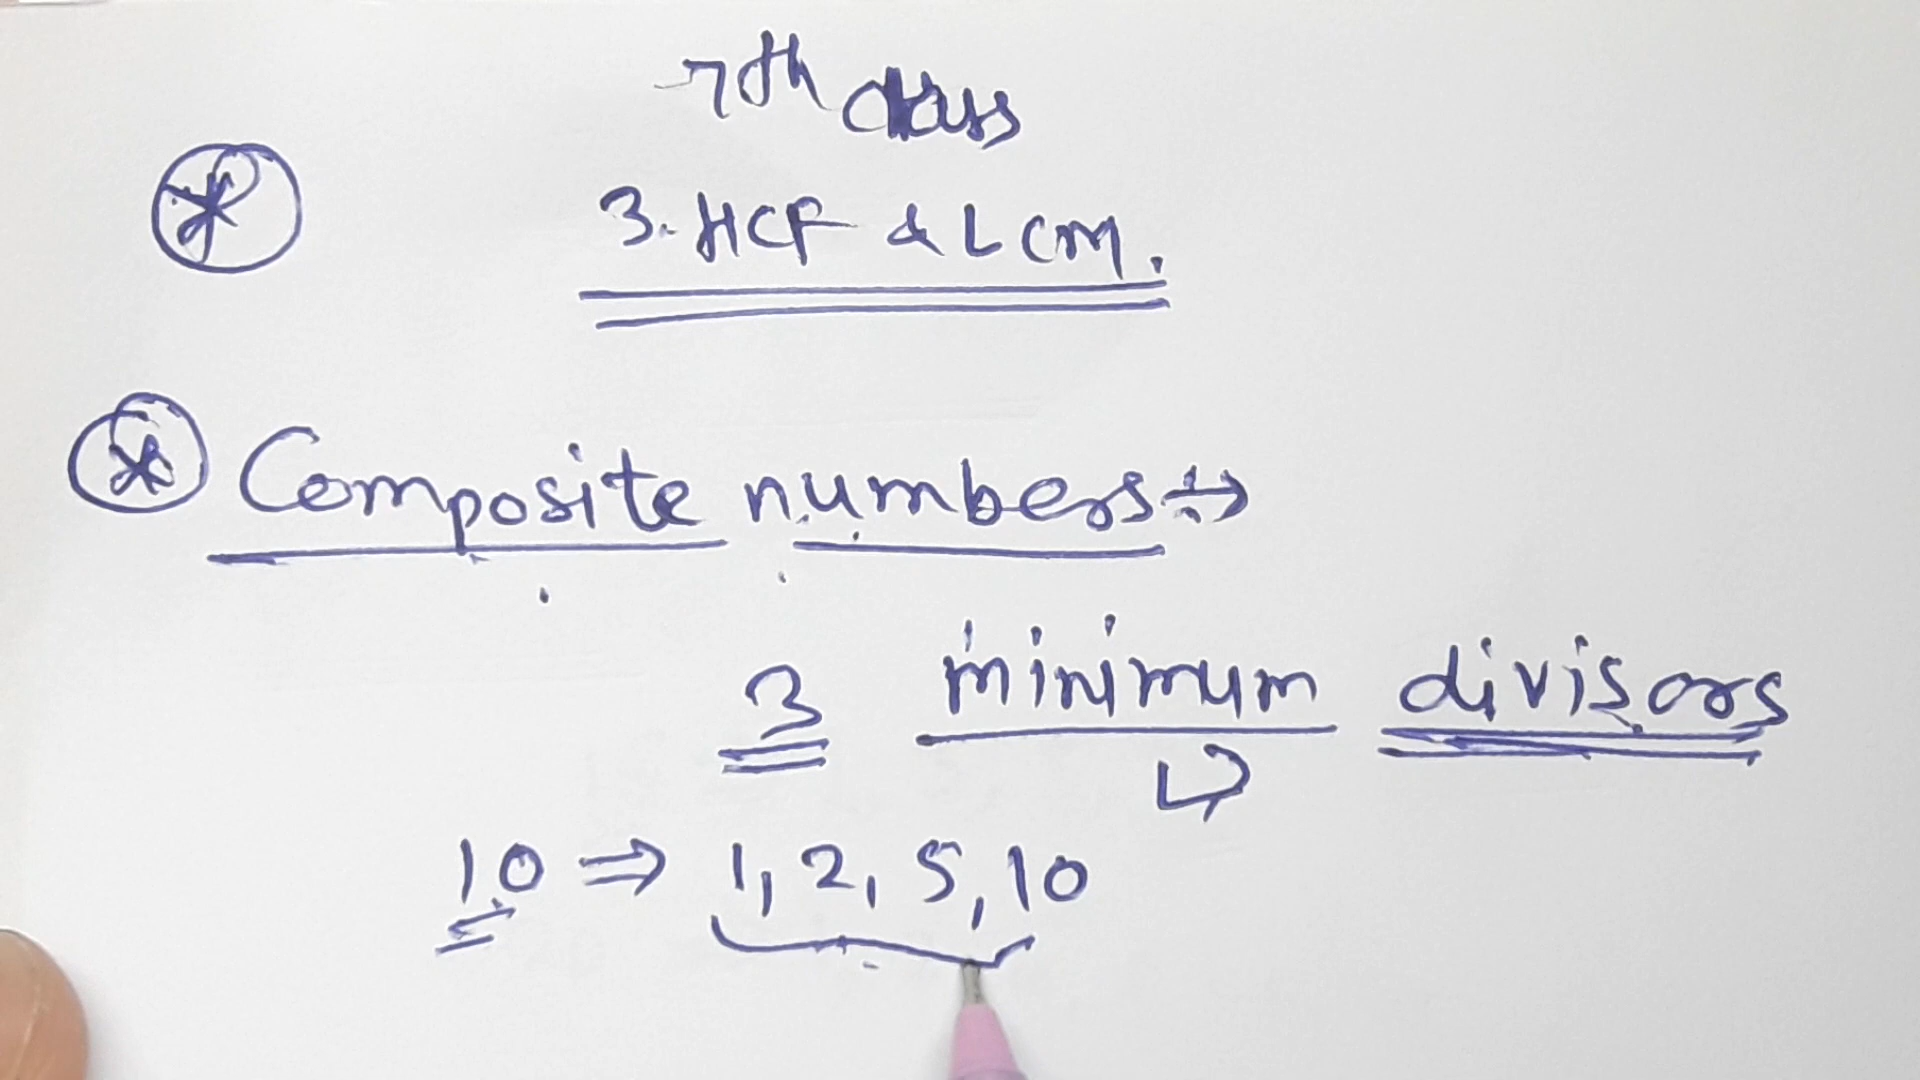 7th class
3. HCF & LCM.
Composite numbers :→
3 minimum divisors
10 ⇒ 1, 2, 5, 10